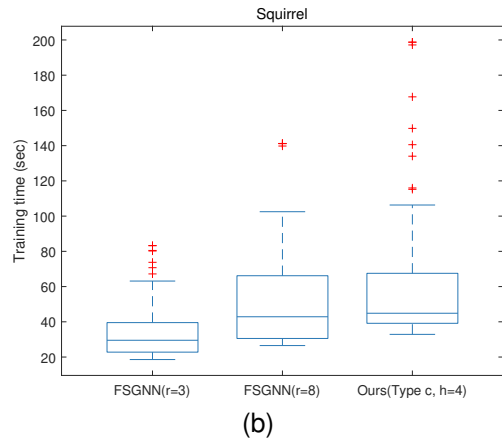 Squirrel
Training time (sec)
200
180
160
140
120
100
80
60
40
20
FSGNN(r=3) FSGNN(r=8) Ours(Type c, h=4)
(b)